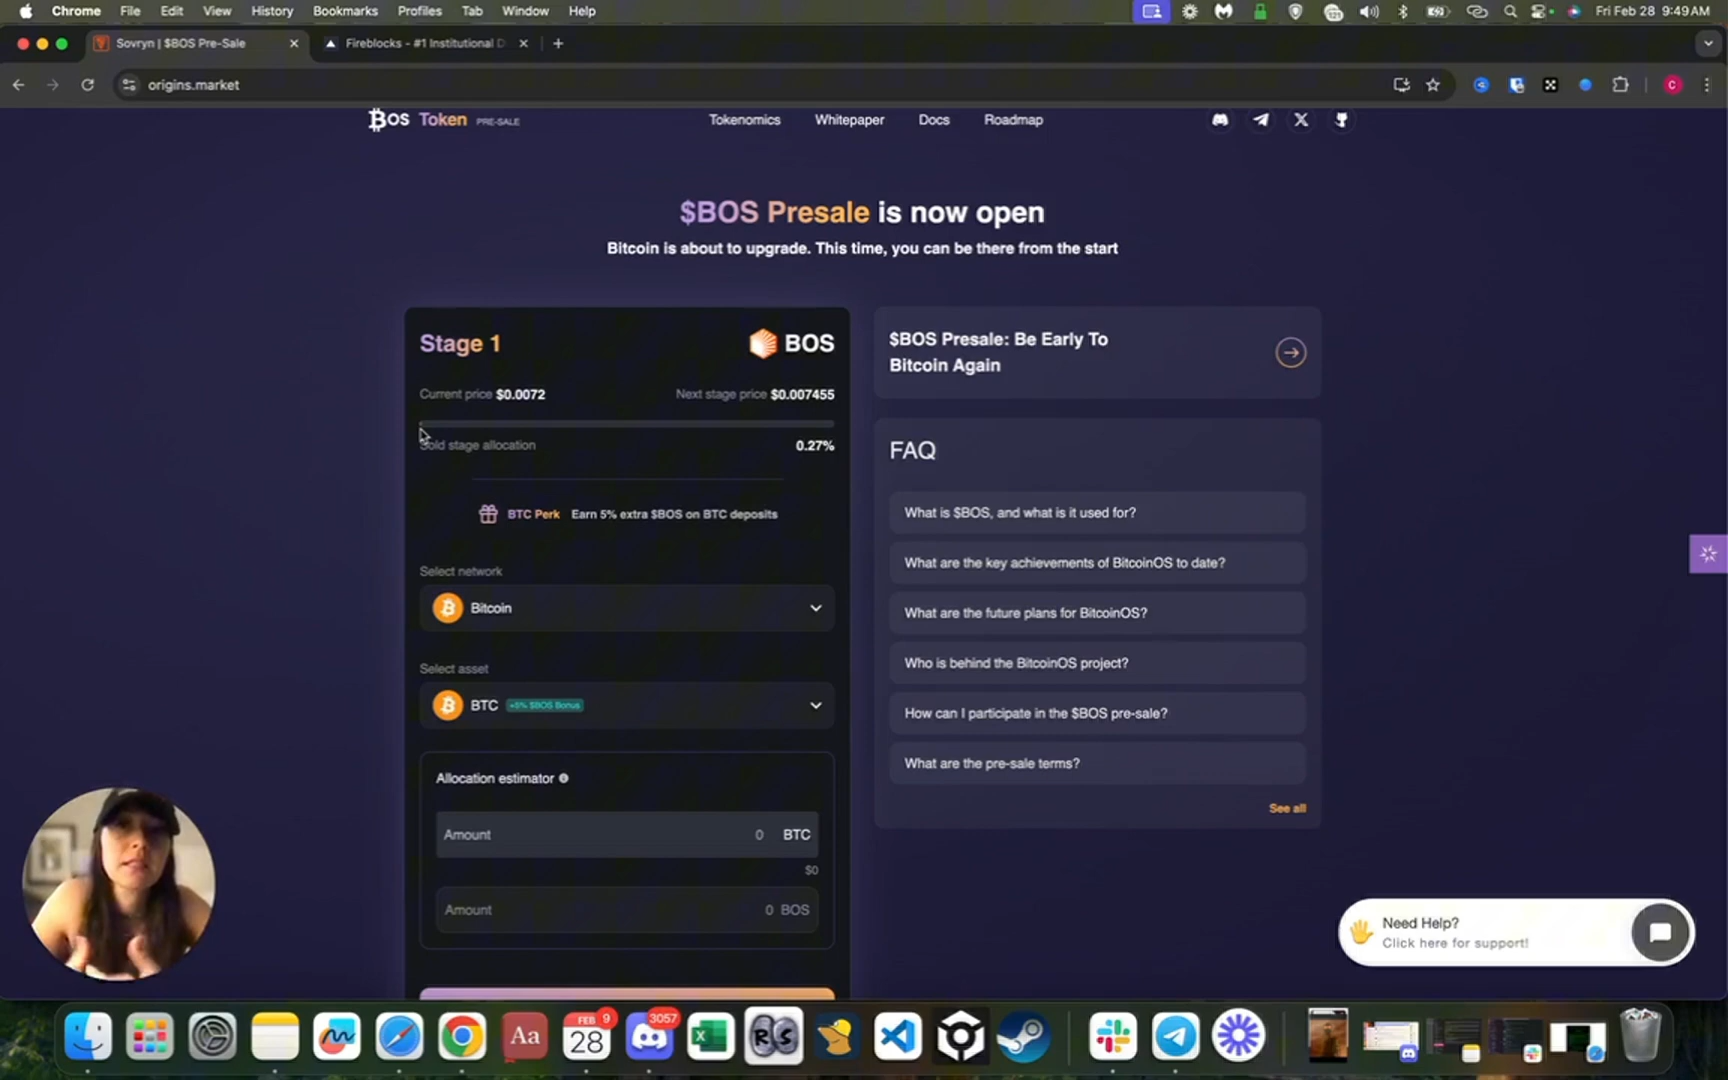 Chrome File Edit View History Bookmarks Profiles Tab Window Help
Fri Feb 28 9:49 AM
Sovryn | $BOS Pre-Sale
Fireblocks – #1 Institutional D
origins.market
C
BOS Token PRE-SALE
Tokenomics Whitepaper Docs Roadmap
$BOS Presale is now open
Bitcoin is about to upgrade. This time, you can be there from the start
Stage 1
BOS
Current price $0.0072
Next stage price $0.007455
Sold stage allocation
0.27%
BTC Perk Earn 5% extra $BOS on BTC deposits
Select network
Bitcoin
Select asset
BTC +5% $BOS Bonus
Allocation estimator
Amount 0 BTC
$0
Amount 0 BOS
$BOS Presale: Be Early To
Bitcoin Again
FAQ
What is $BOS, and what is it used for?
What are the key achievements of BitcoinOS to date?
What are the future plans for BitcoinOS?
Who is behind the BitcoinOS project?
How can I participate in the $BOS pre-sale?
What are the pre-sale terms?
See all
Need Help?
Click here for support!
Aa
FEB 9
28
3057
RS